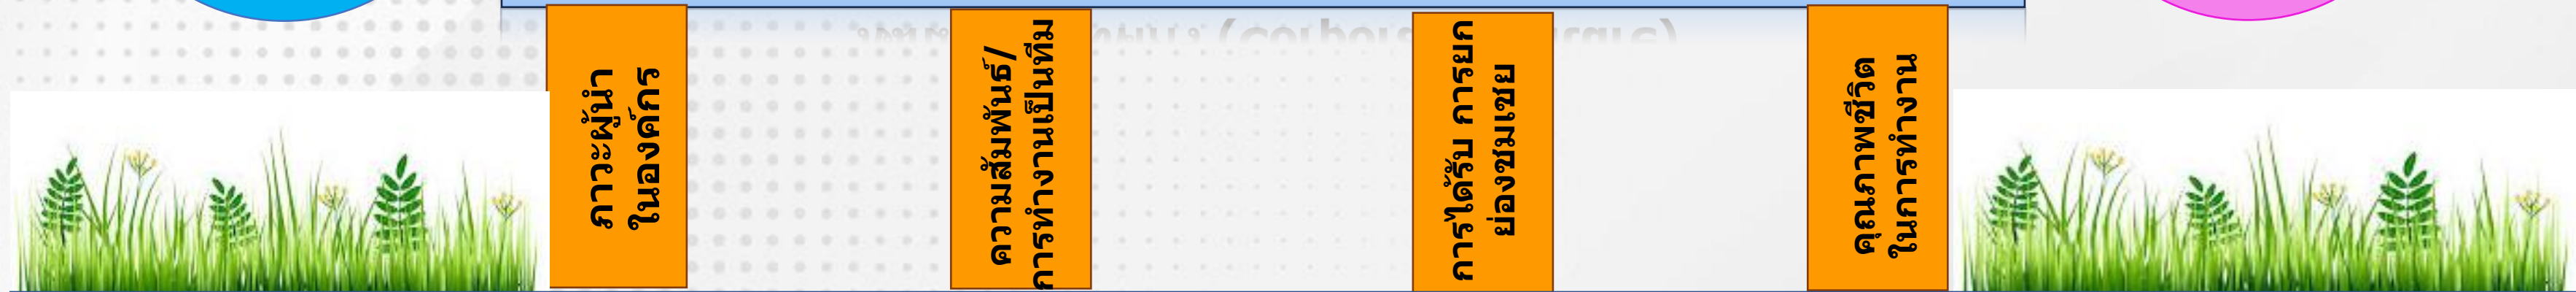 ภาวะผู้นำ
ในองค์กร
ความสัมพันธ์/
การทำงานเป็นทีม
การได้รับ การยก
ย่องชมเชย
คุณภาพชีวิต
ในการทำงาน